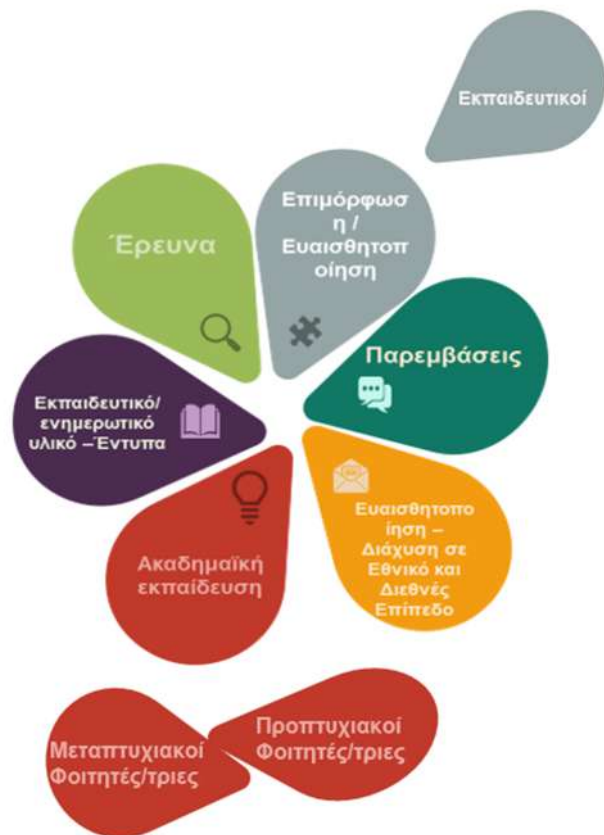 Εκπαιδευτικοί
Έρευνα
Επιμόρφωσ
η /
Ευαισθητοπ
οίηση
Παρεμβάσεις
Εκπαιδευτικό/
ενημερωτικό
υλικό –Έντυπα
Ευαισθητοπο
ίηση –
Διάχυση σε
Εθνικό και
Διεθνές
Επίπεδο
Ακαδημαϊκή
εκπαίδευση
Μεταπτυχιακοί
Φοιτητές/τριες
Προπτυχιακοί
Φοιτητές/τριες